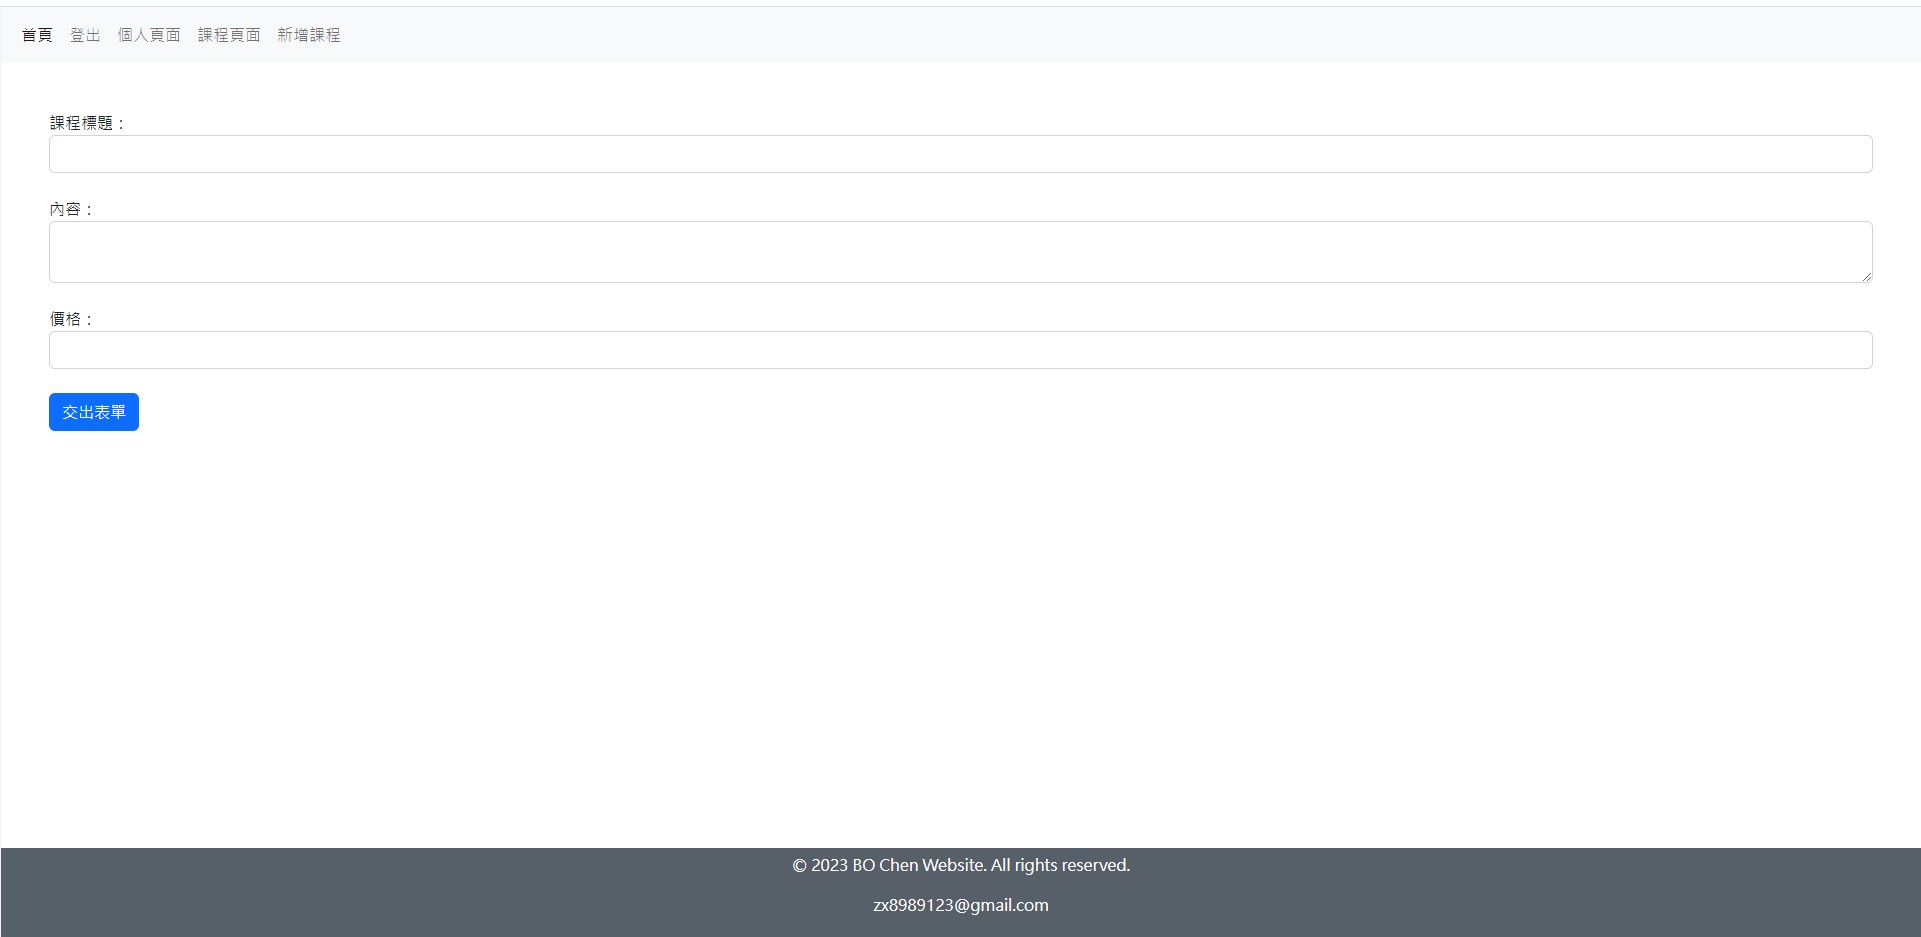 首頁 登出 個人頁面 課程頁面 新增課程
課程標題：
內容：
價格：
交出表單
© 2023 BO Chen Website. All rights reserved.
zx8989123@gmail.com